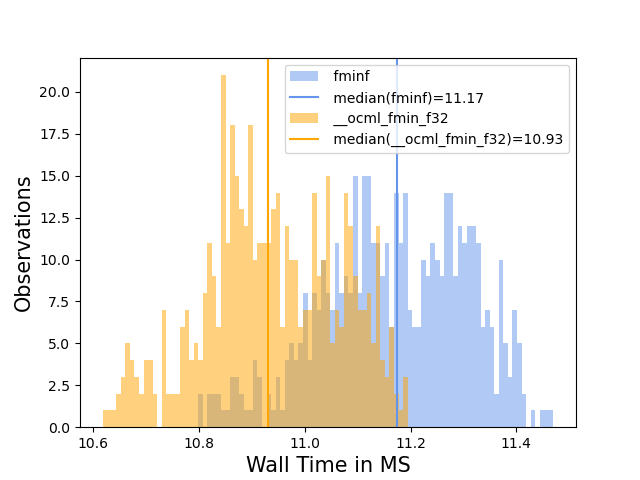 fminf
median(fminf)=11.17
__ocml_fmin_f32
median(__ocml_fmin_f32)=10.93
Observations
20.0
17.5
15.0
12.5
10.0
7.5
5.0
2.5
0.0
10.6 10.8 11.0 11.2 11.4
Wall Time in MS